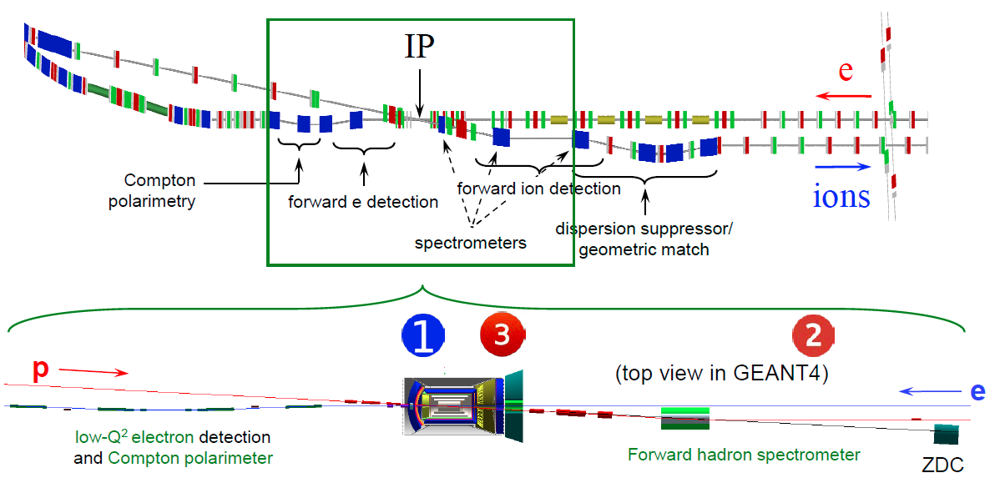 IP
e
ions
Compton
polarimetry
forward e detection
forward ion detection
spectrometers
dispersion suppressor/
geometric match
1
3
2
p
(top view in GEANT4)
e
low-Q² electron detection
and Compton polarimeter
Forward hadron spectrometer
ZDC